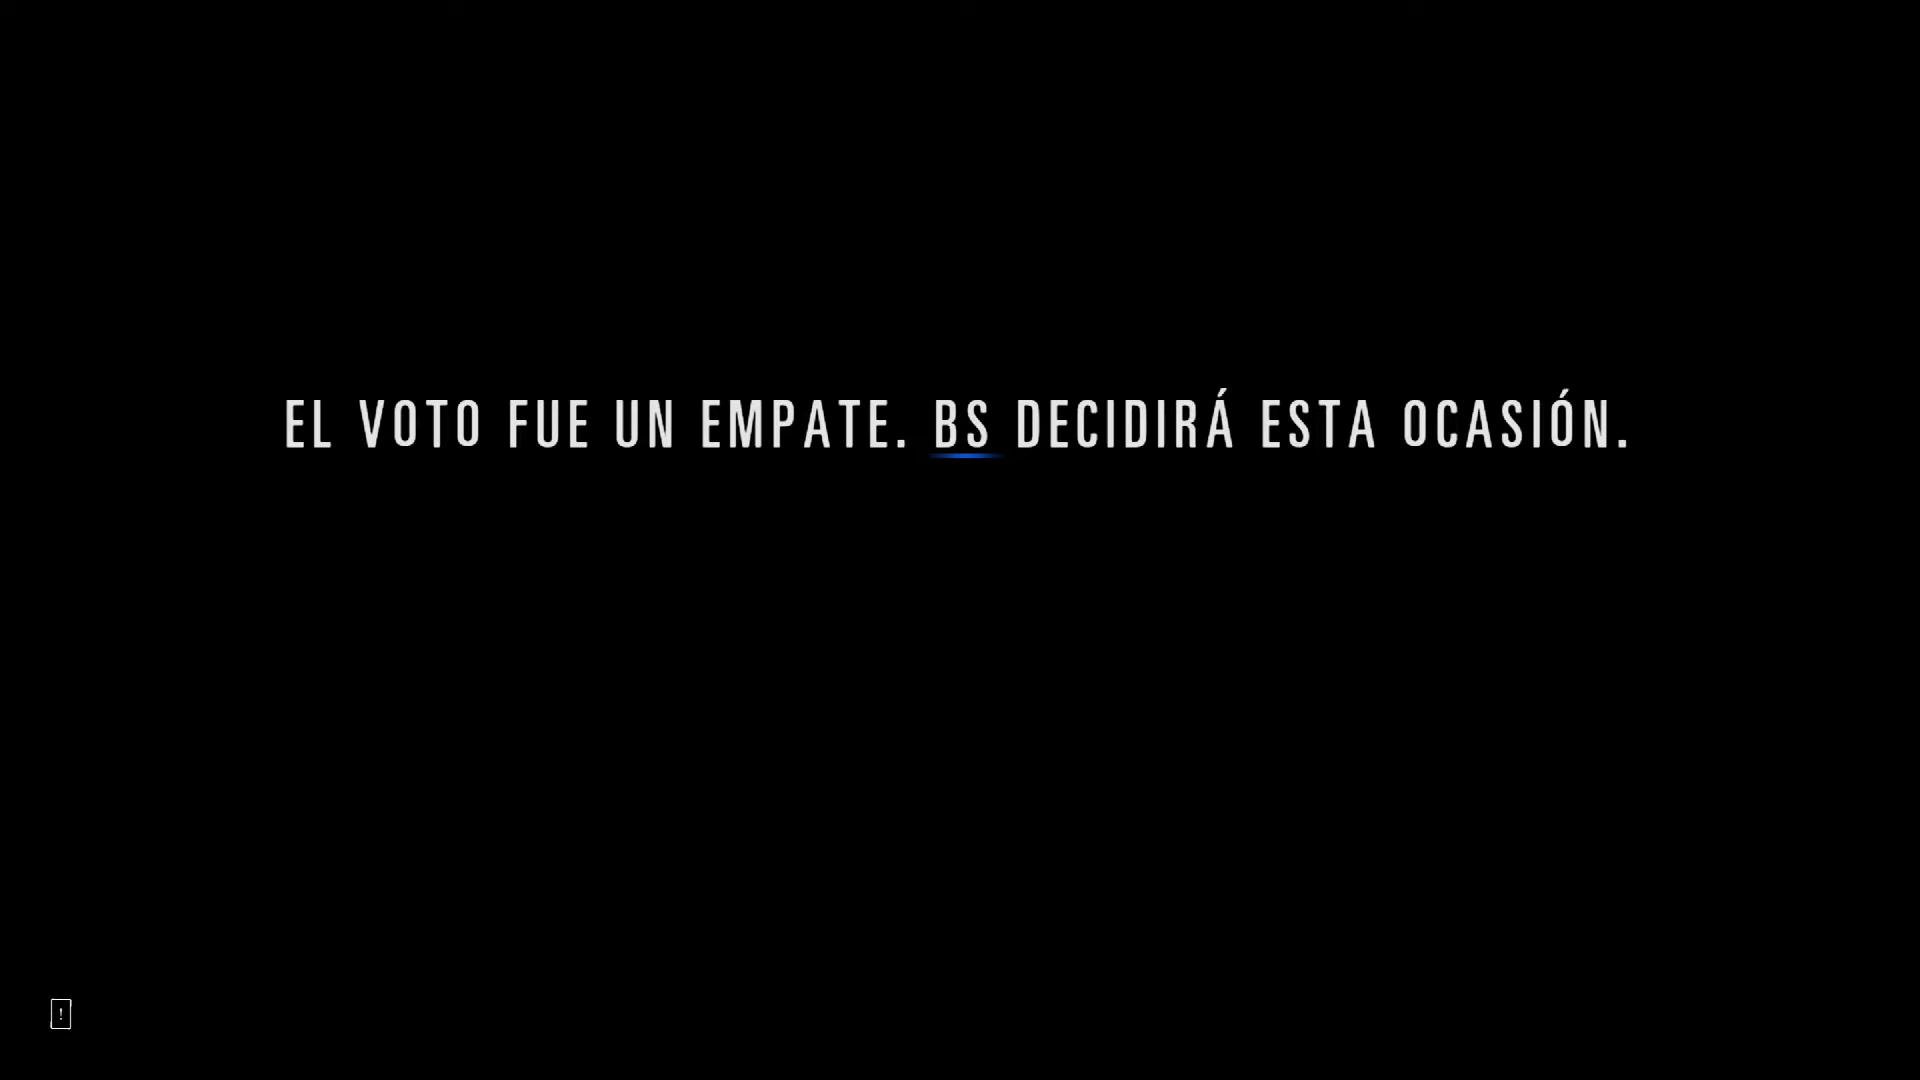 EL VOTO FUE UN EMPATE. BS DECIDIRÁ ESTA OCASIÓN.
!